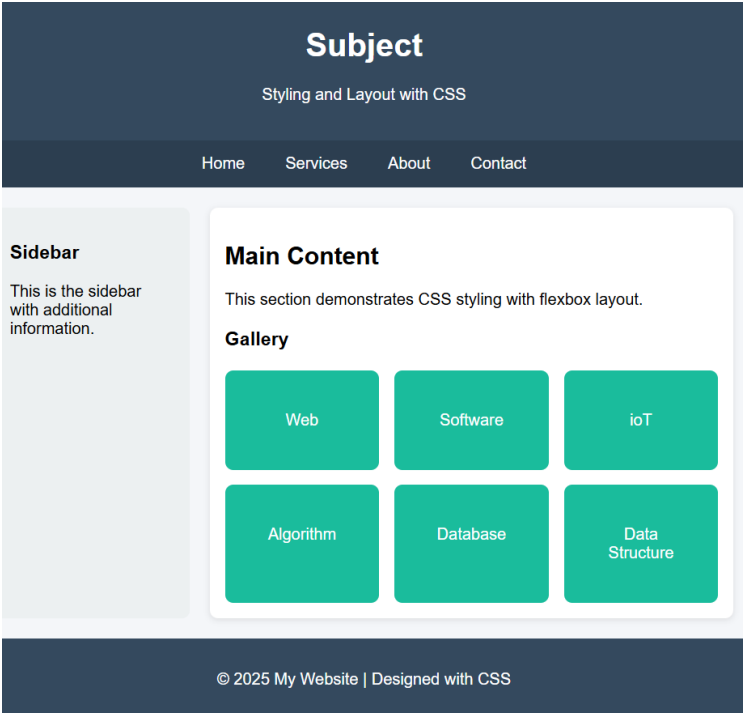 Subject
Styling and Layout with CSS
Home Services About Contact
Sidebar
This is the sidebar
with additional
information.
Main Content
This section demonstrates CSS styling with flexbox layout.
Gallery
Web Software ioT
Algorithm Database Data
Structure
© 2025 My Website | Designed with CSS